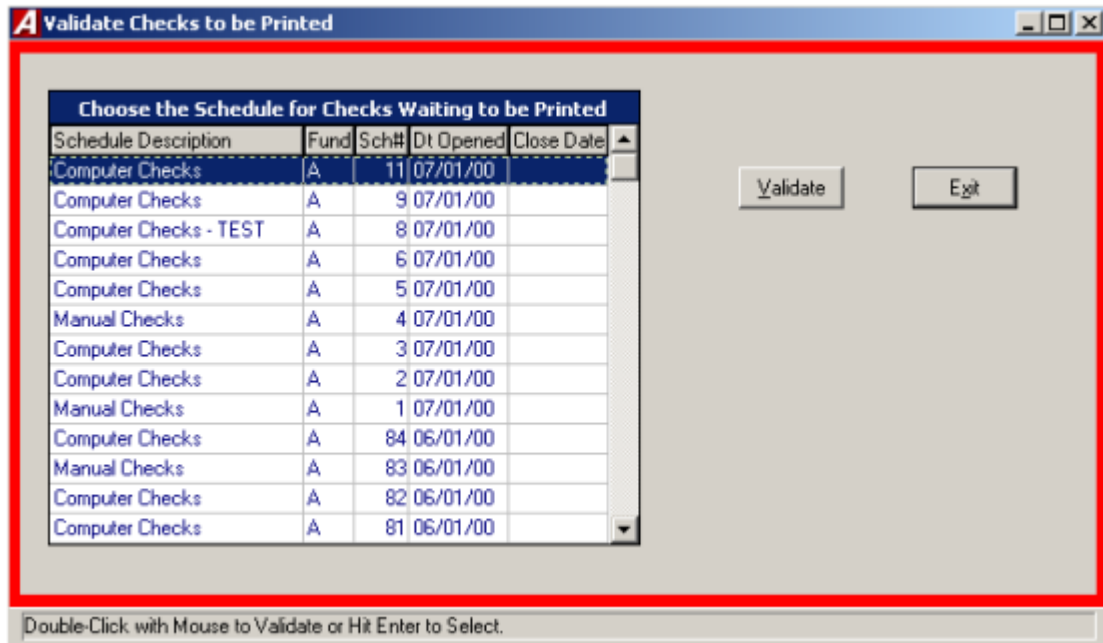 A Validate Checks to be Printed
Choose the Schedule for Checks Waiting to be Printed
Schedule Description Fund Sch# Dt Opened Close Date
Computer Checks A 11 07/01/00
Computer Checks A 9 07/01/00
Computer Checks - TEST A 8 07/01/00
Computer Checks A 6 07/01/00
Computer Checks A 5 07/01/00
Manual Checks A 4 07/01/00
Computer Checks A 3 07/01/00
Computer Checks A 2 07/01/00
Manual Checks A 1 07/01/00
Computer Checks A 84 06/01/00
Manual Checks A 83 06/01/00
Computer Checks A 82 06/01/00
Computer Checks A 81 06/01/00
Validate Exit
Double-Click with Mouse to Validate or Hit Enter to Select.